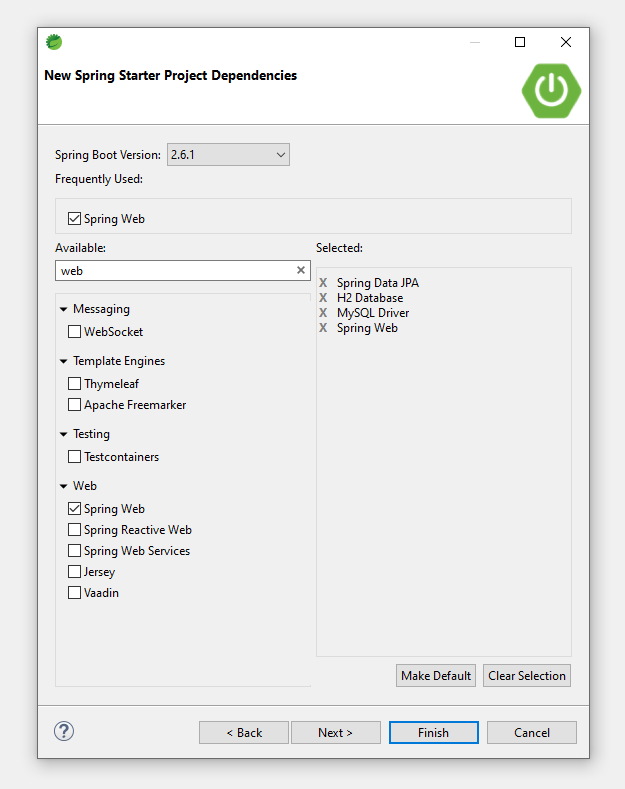 New Spring Starter Project Dependencies
Spring Boot Version: 2.6.1
Frequently Used:
Spring Web
Available:
web
Messaging
WebSocket
Template Engines
Thymeleaf
Apache Freemarker
Testing
Testcontainers
Web
Spring Web
Spring Reactive Web
Spring Web Services
Jersey
Vaadin
Selected:
X Spring Data JPA
X H2 Database
X MySQL Driver
X Spring Web
Make Default Clear Selection
? < Back Next > Finish Cancel